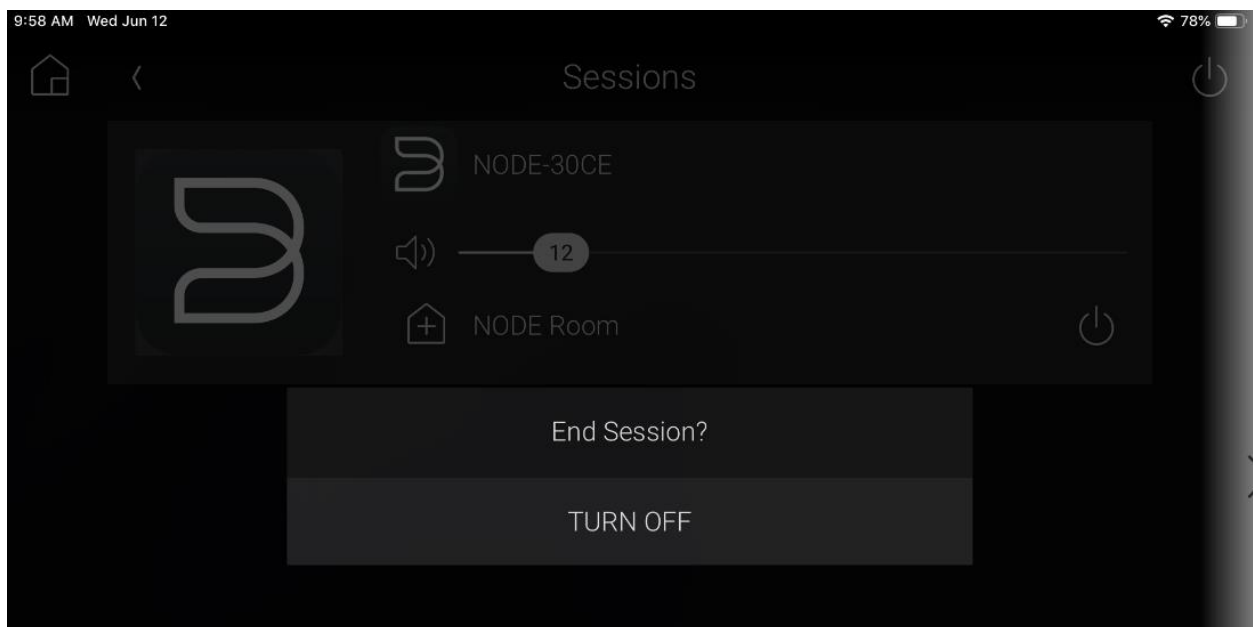 9:58 AM Wed Jun 12 78%
Sessions
NODE-30CE
12
NODE Room
End Session?
TURN OFF